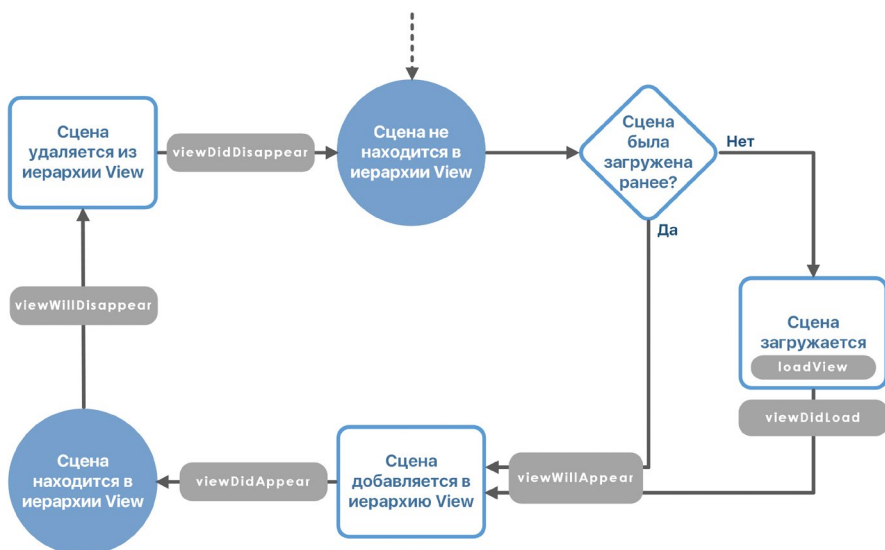 Сцена
удаляется из
иерархии View
viewDidDisappear
Сцена не
находится в
иерархии View
Сцена
была
загружена
ранее?
Нет
Да
viewWillDisappear
Сцена
загружается
loadView
viewDidLoad
Сцена
находится в
иерархии View
viewDidAppear
Сцена
добавляется в
иерархию View
viewWillAppear